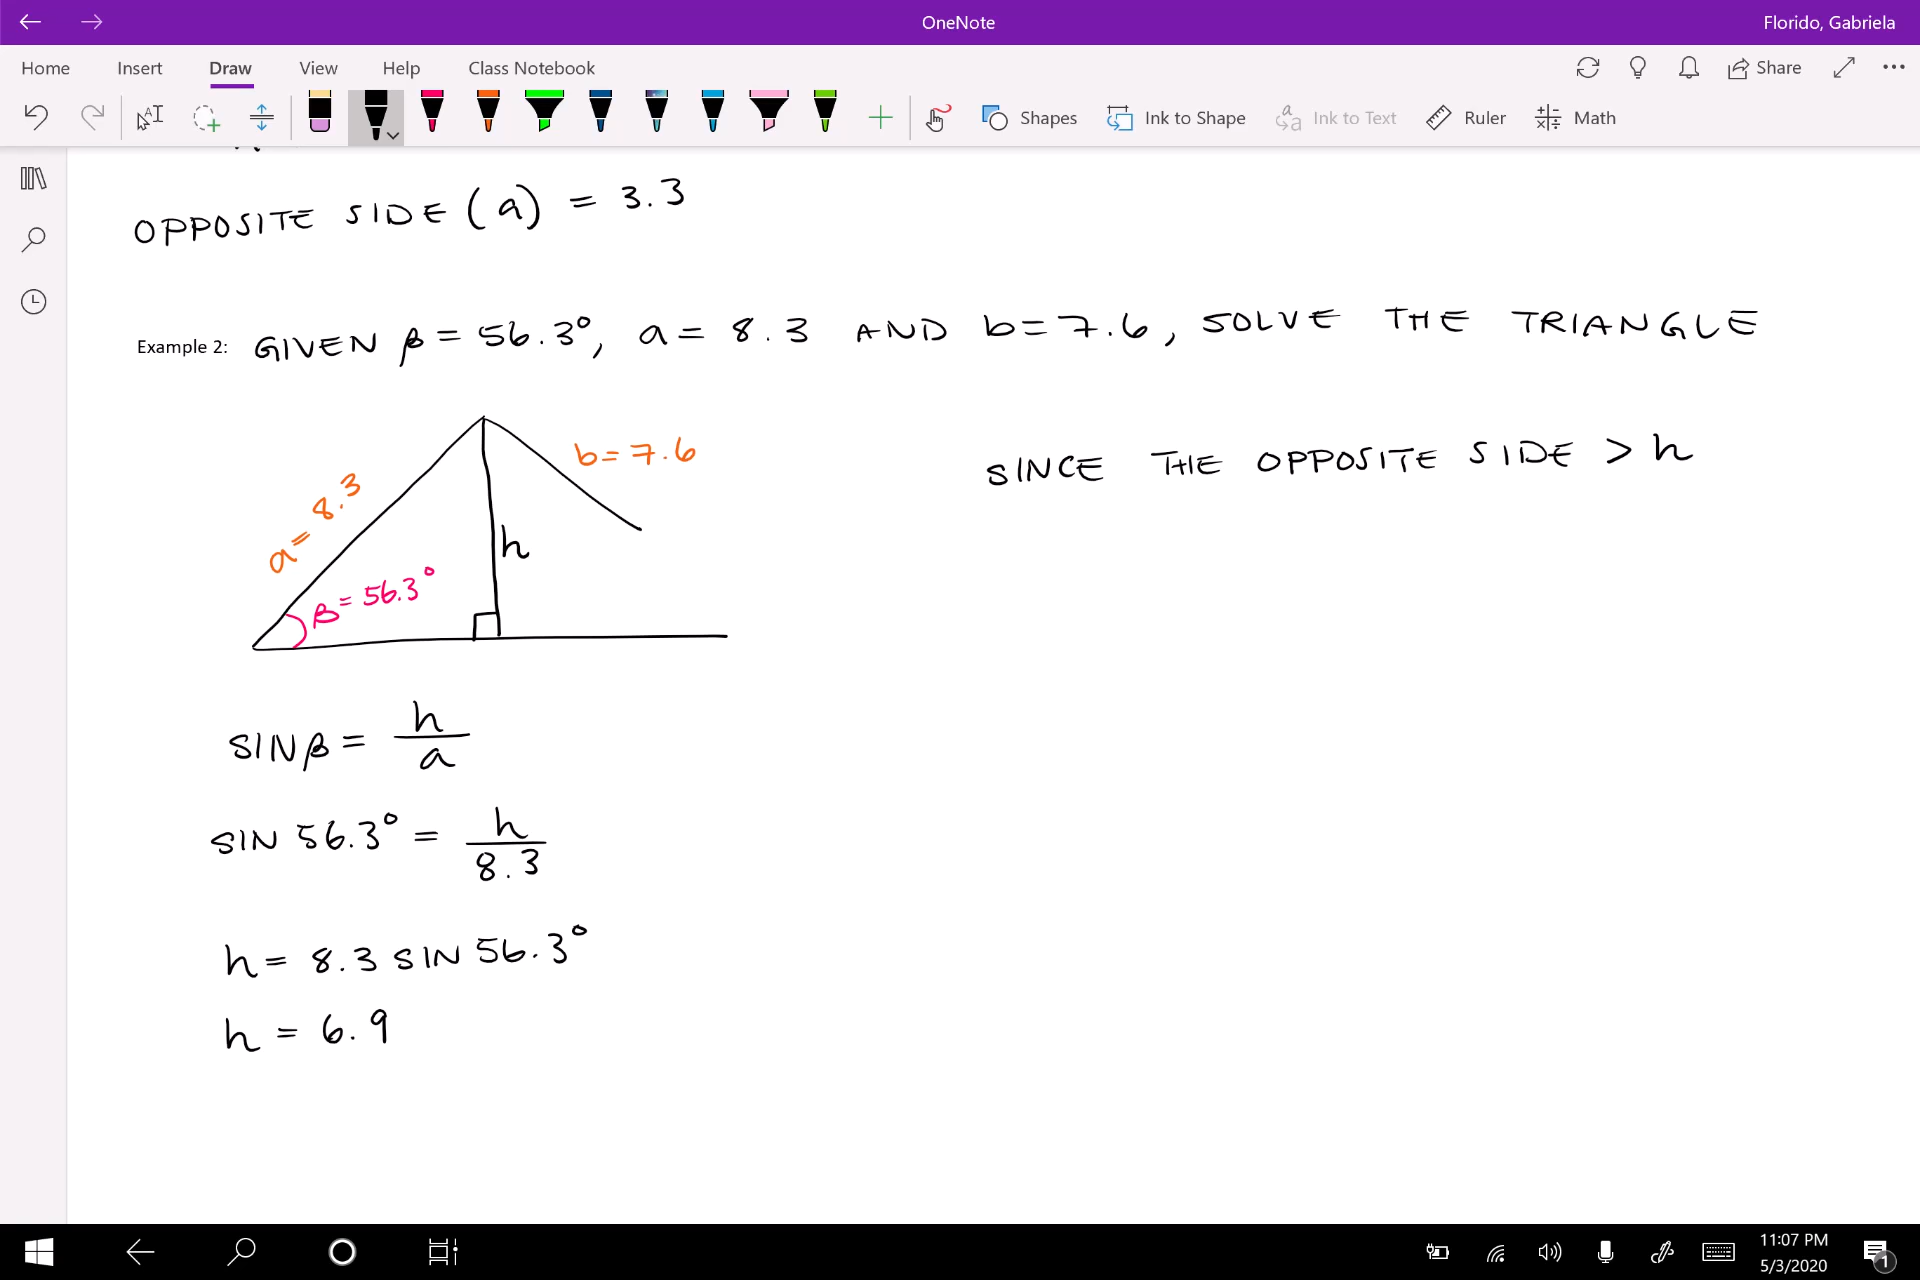 OneNote
Florido, Gabriela
Home Insert Draw View Help Class Notebook
Share
Shapes Ink to Shape Ink to Text Ruler Math
OPPOSITE SIDE (a) = 3.3
Example 2: GIVEN β = 56.3°, a = 8.3 AND b = 7.6, SOLVE THE TRIANGLE
b = 7.6
SINCE THE OPPOSITE SIDE > h
a = 8.3
h
β = 56.3°
SIN β = h/a
SIN 56.3° = h/8.3
h = 8.3 SIN 56.3°
h = 6.9
11:07 PM
5/3/2020
1